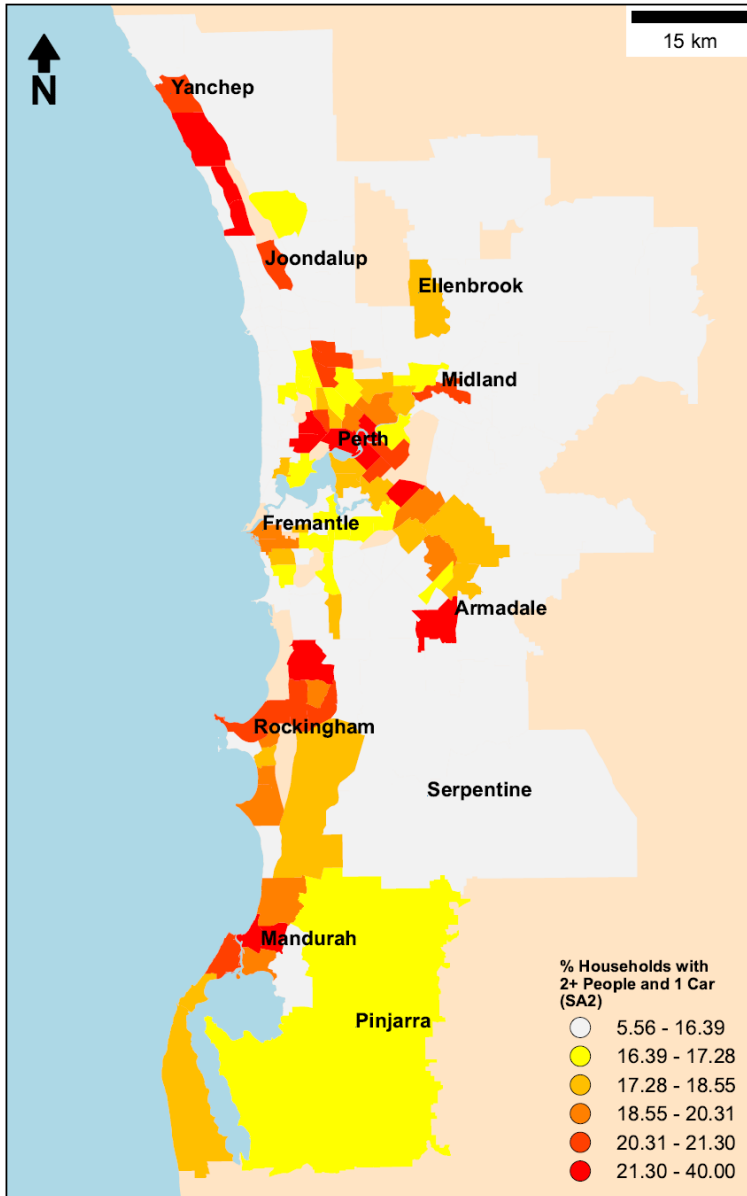 15 km
N
Yanchep
Joondalup
Ellenbrook
Midland
Perth
Fremantle
Armadale
Rockingham
Serpentine
Mandurah
Pinjarra
% Households with
2+ People and 1 Car
(SA2)
5.56 - 16.39
16.39 - 17.28
17.28 - 18.55
18.55 - 20.31
20.31 - 21.30
21.30 - 40.00